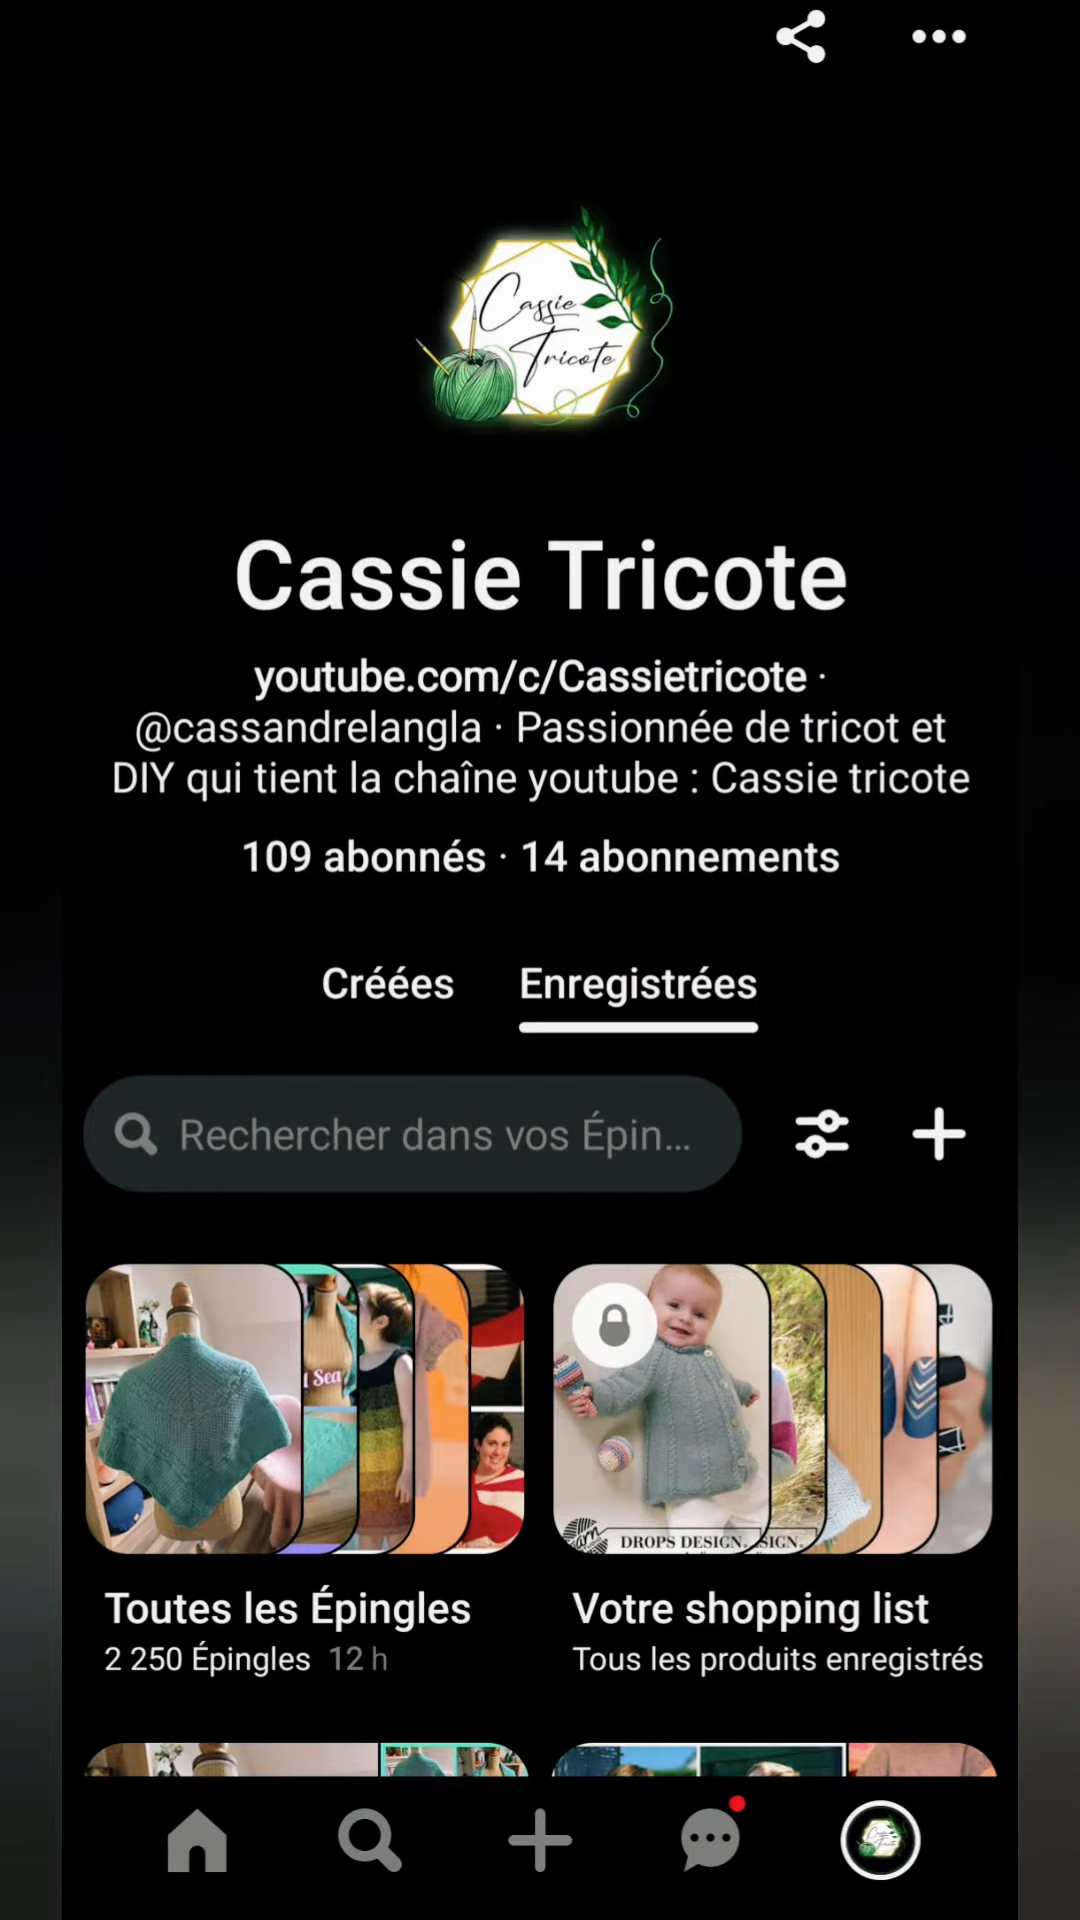 Cassie
Tricote
Cassie Tricote
youtube.com/c/Cassietricote ·
@cassandrelangla · Passionnée de tricot et
DIY qui tient la chaîne youtube : Cassie tricote
109 abonnés · 14 abonnements
Créées Enregistrées
Rechercher dans vos Épin...
Sea
DROPS DESIGN. SIGN.
Toutes les Épingles
2 250 Épingles 12 h
Votre shopping list
Tous les produits enregistrés